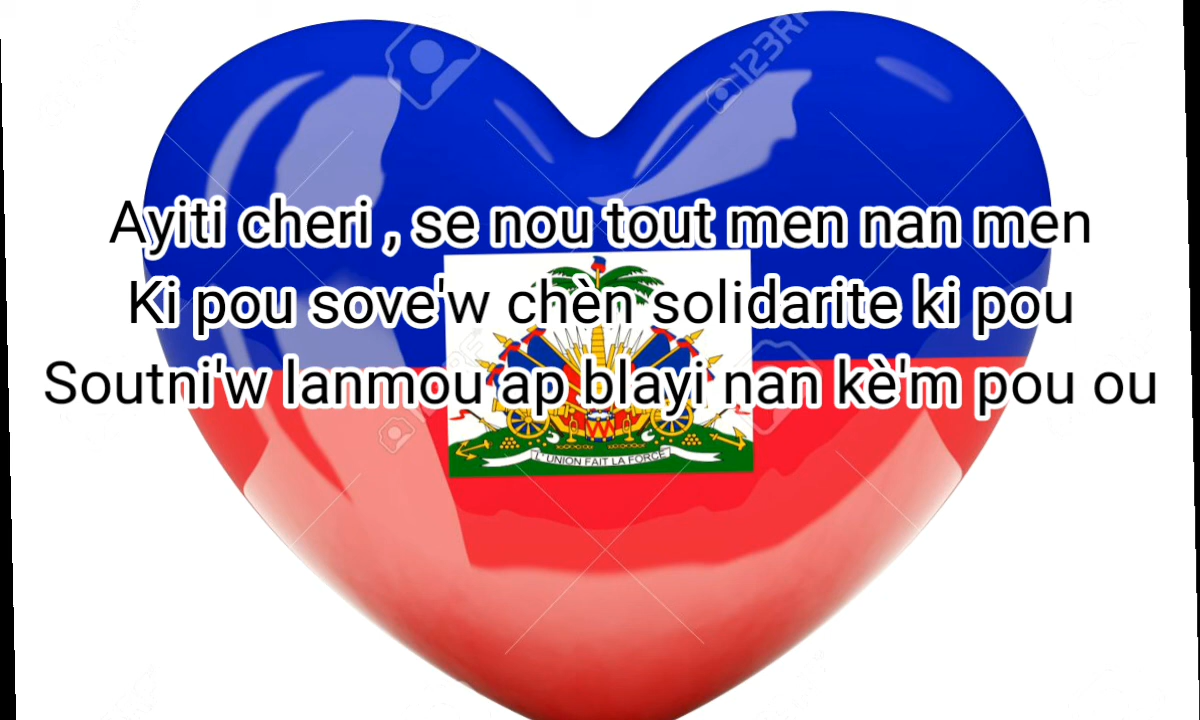 123RF
Ayiti cheri , se nou tout men nan men
Ki pou sove'w chèn solidarite ki pou
Soutni'w lanmou ap blayi nan kè'm pou ou
L'UNION FAIT LA FORCE